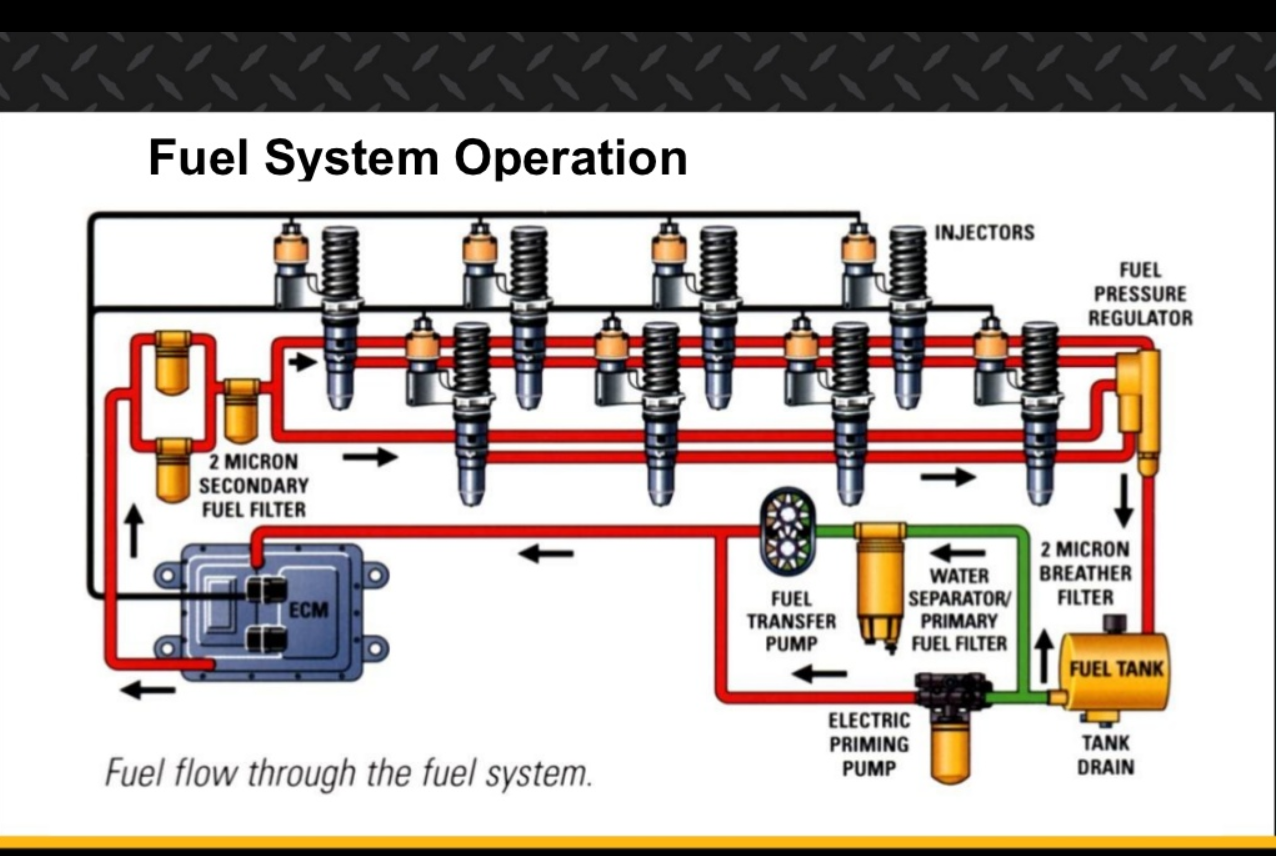 Fuel System Operation
INJECTORS
FUEL
PRESSURE
REGULATOR
2 MICRON
SECONDARY
FUEL FILTER
ECM
FUEL
TRANSFER
PUMP
WATER
SEPARATOR/
PRIMARY
FUEL FILTER
2 MICRON
BREATHER
FILTER
FUEL TANK
ELECTRIC
PRIMING
PUMP
TANK
DRAIN
Fuel flow through the fuel system.